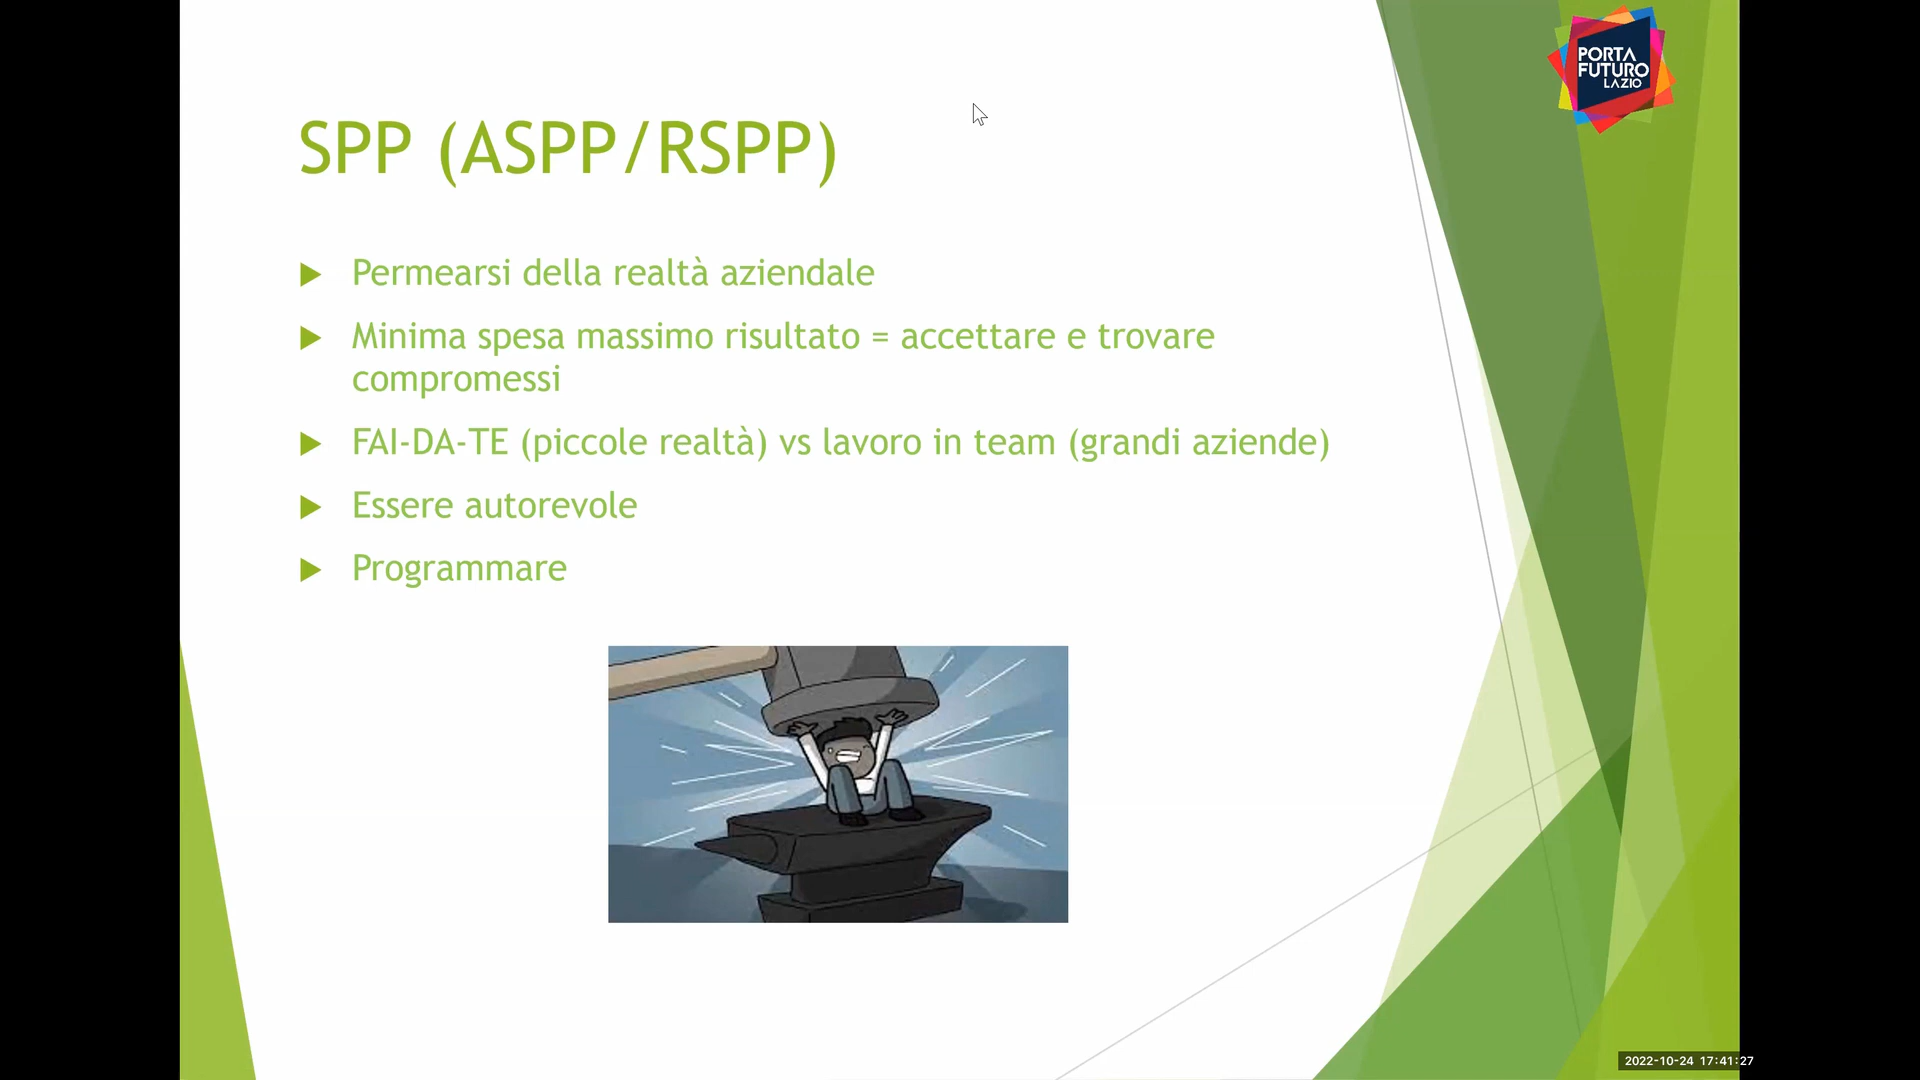 PORTA
FUTURO
LAZIO
SPP (ASPP/RSPP)
Permearsi della realtà aziendale
Minima spesa massimo risultato = accettare e trovare
compromessi
FAI-DA-TE (piccole realtà) vs lavoro in team (grandi aziende)
Essere autorevole
Programmare
2022-10-24 17:41:27